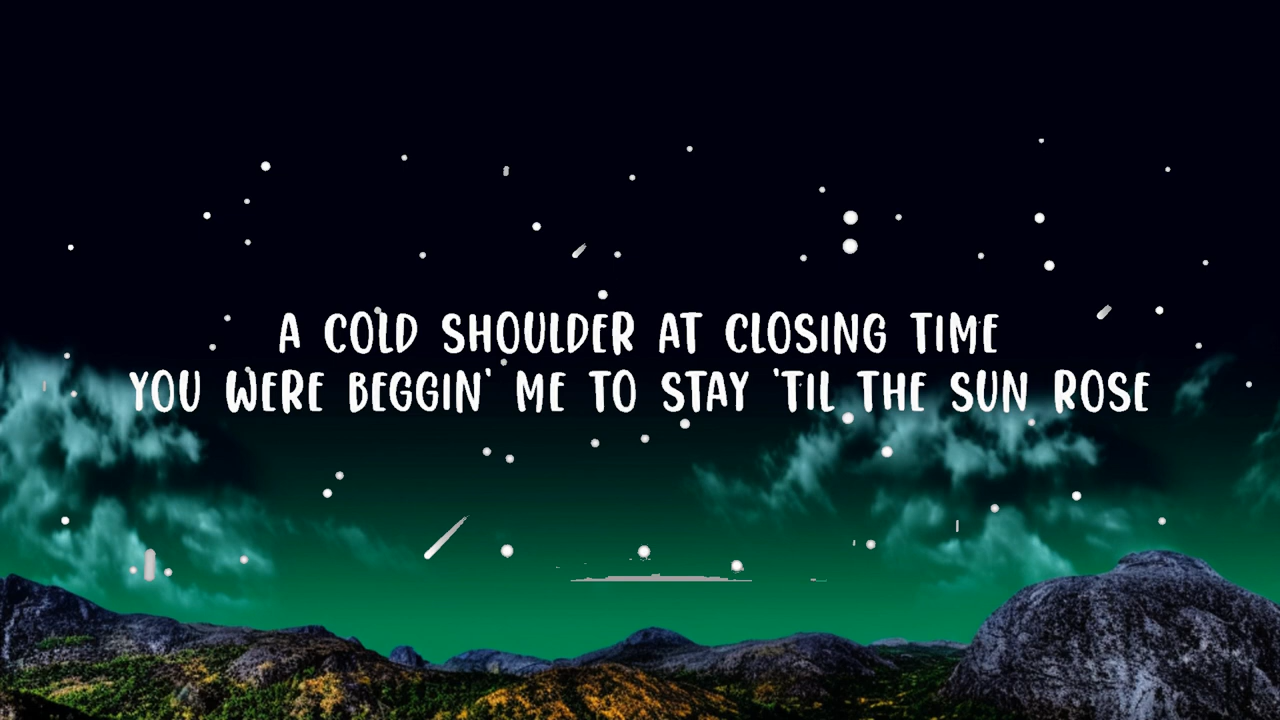 A COLD SHOULDER AT CLOSING TIME
YOU WERE BEGGIN' ME TO STAY 'TIL THE SUN ROSE